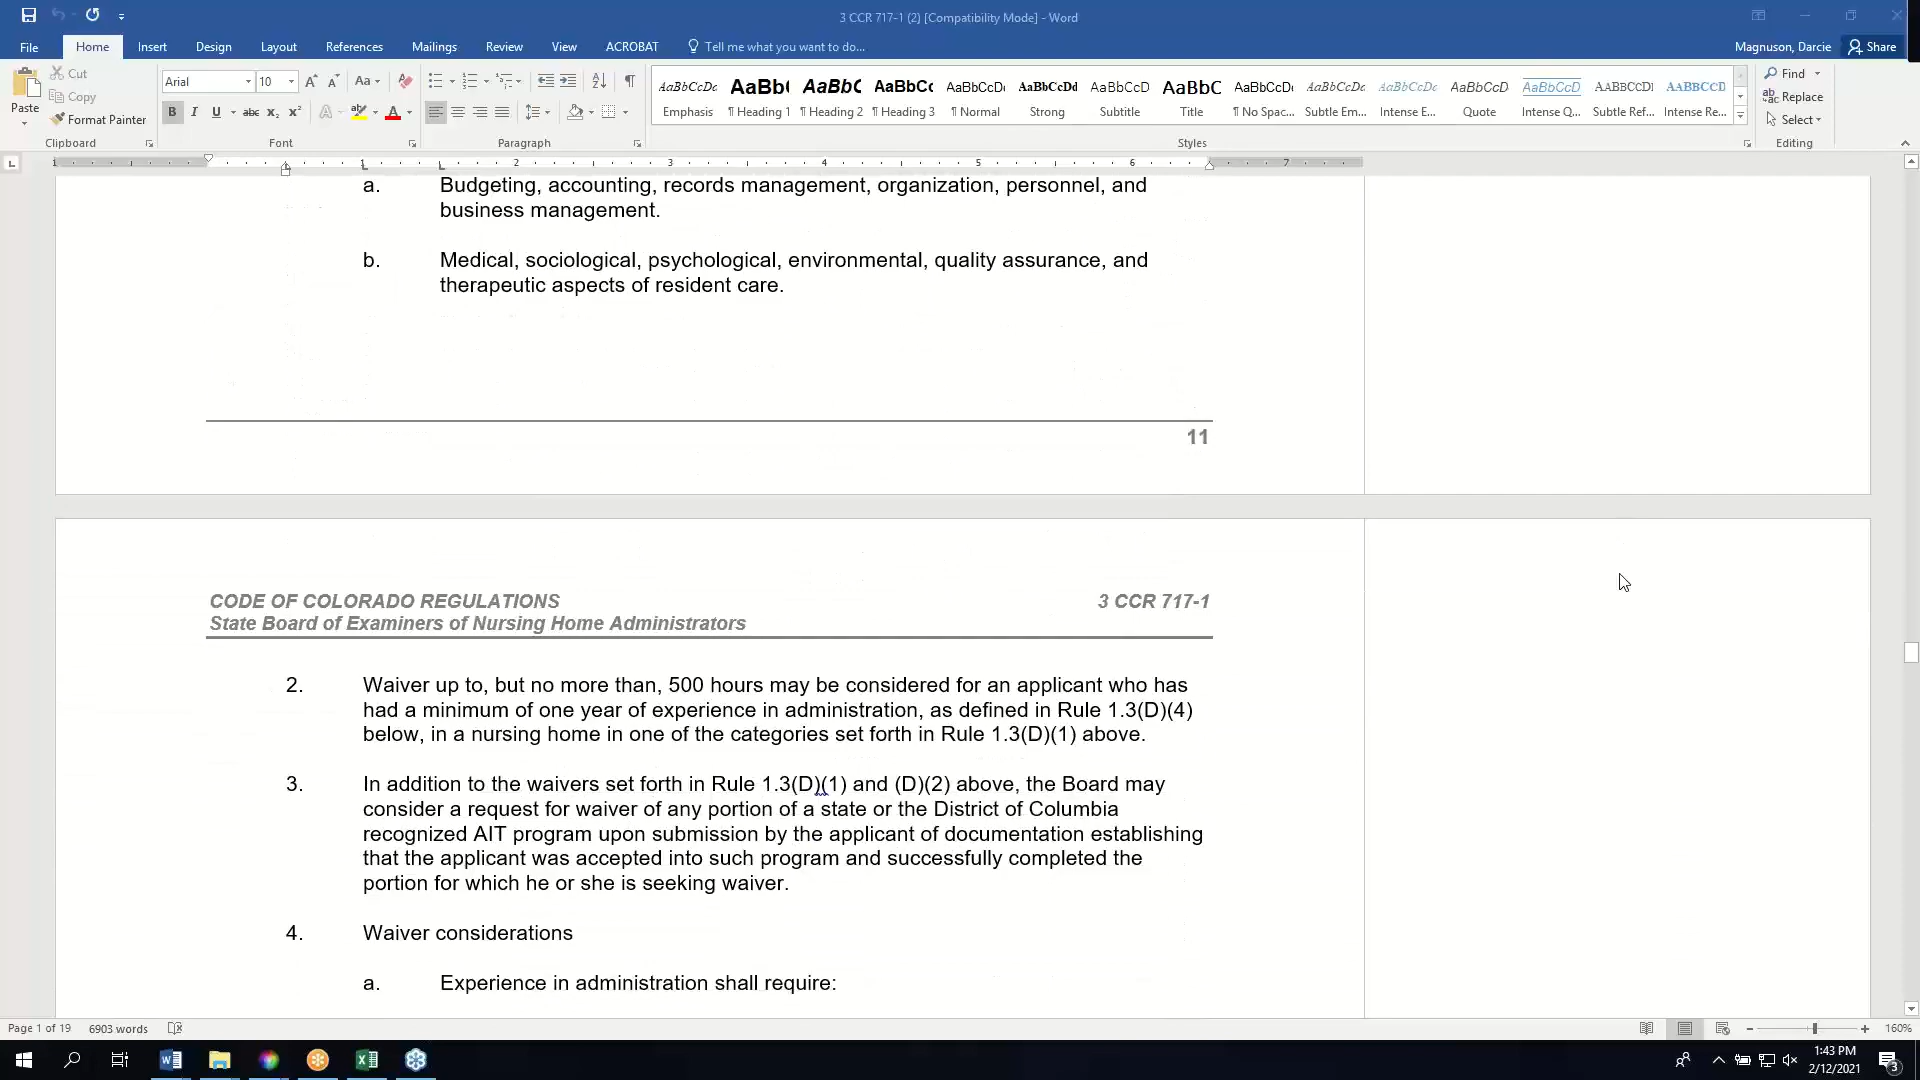 3 CCR 717-1 (2) [Compatibility Mode] - Word
File Home Insert Design Layout References Mailings Review View ACROBAT Tell me what you want to do... Magnuson, Darcie Share
Paste
Cut
Copy
Format Painter
Clipboard
Arial 10
Font
Paragraph
AaBbCcDc AaBb( AaBbC AaBbCc AaBbCcDc AaBbCcDd AaBbCcD AaBbC AaBbCcDc AaBbCcDc AaBbCcDc AaBbCcD AaBbCcD AABBCCD AABBCCD
Emphasis ¶ Heading 1 ¶ Heading 2 ¶ Heading 3 ¶ Normal Strong Subtitle Title ¶ No Spac... Subtle Em... Intense E... Quote Intense Q... Subtle Ref... Intense Re...
Styles
Find
Replace
Select
Editing
1 1 2 3 4 5 6 7
a. Budgeting, accounting, records management, organization, personnel, and
business management.
b. Medical, sociological, psychological, environmental, quality assurance, and
therapeutic aspects of resident care.
11
CODE OF COLORADO REGULATIONS 3 CCR 717-1
State Board of Examiners of Nursing Home Administrators
2. Waiver up to, but no more than, 500 hours may be considered for an applicant who has
had a minimum of one year of experience in administration, as defined in Rule 1.3(D)(4)
below, in a nursing home in one of the categories set forth in Rule 1.3(D)(1) above.
3. In addition to the waivers set forth in Rule 1.3(D)(1) and (D)(2) above, the Board may
consider a request for waiver of any portion of a state or the District of Columbia
recognized AIT program upon submission by the applicant of documentation establishing
that the applicant was accepted into such program and successfully completed the
portion for which he or she is seeking waiver.
4. Waiver considerations
a. Experience in administration shall require:
Page 1 of 19 6903 words 160%
1:43 PM
2/12/2021
3